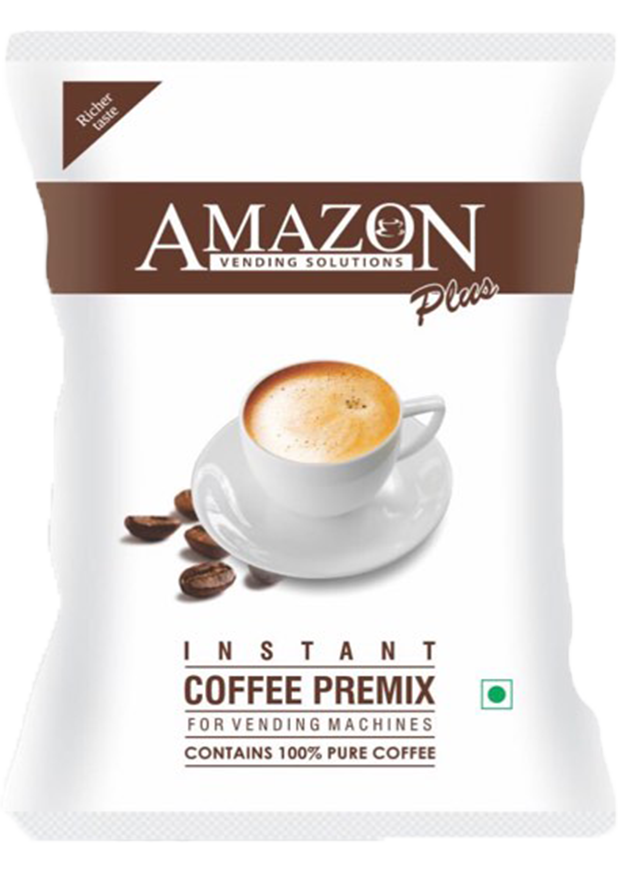 Richer
taste
AMAZON
VENDING SOLUTIONS
Plus
INSTANT
COFFEE PREMIX
FOR VENDING MACHINES
CONTAINS 100% PURE COFFEE